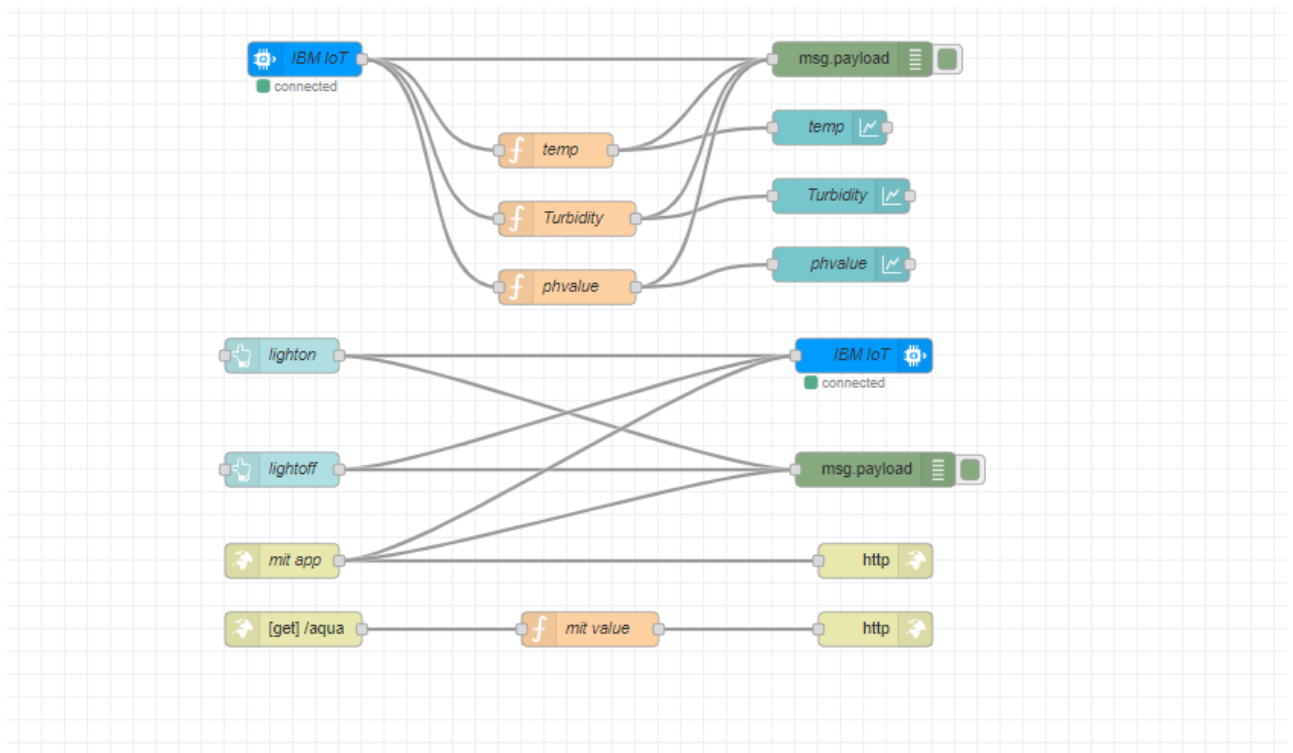 IBM IoT
connected
msg.payload
temp
temp
Turbidity
Turbidity
phvalue
phvalue
lighton
IBM IoT
connected
lightoff
msg.payload
mit app
http
[get] /aqua
mit value
http